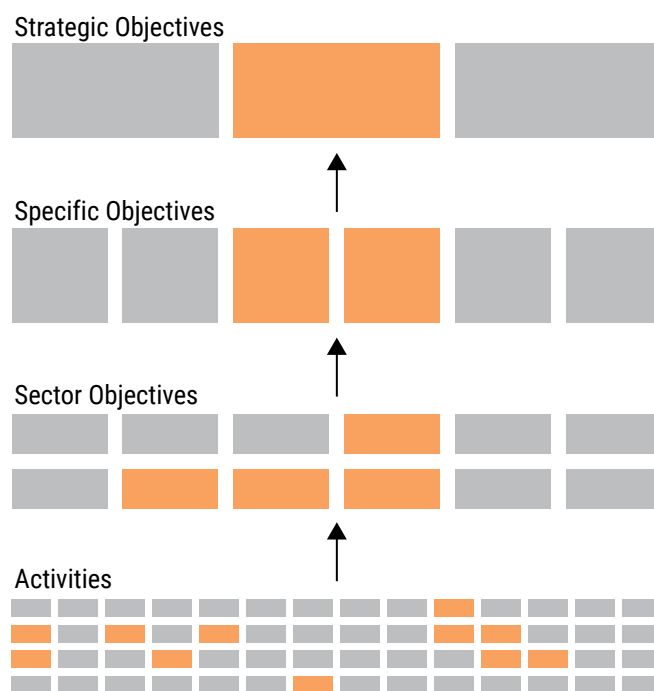 Strategic Objectives
Specific Objectives
Sector Objectives
Activities